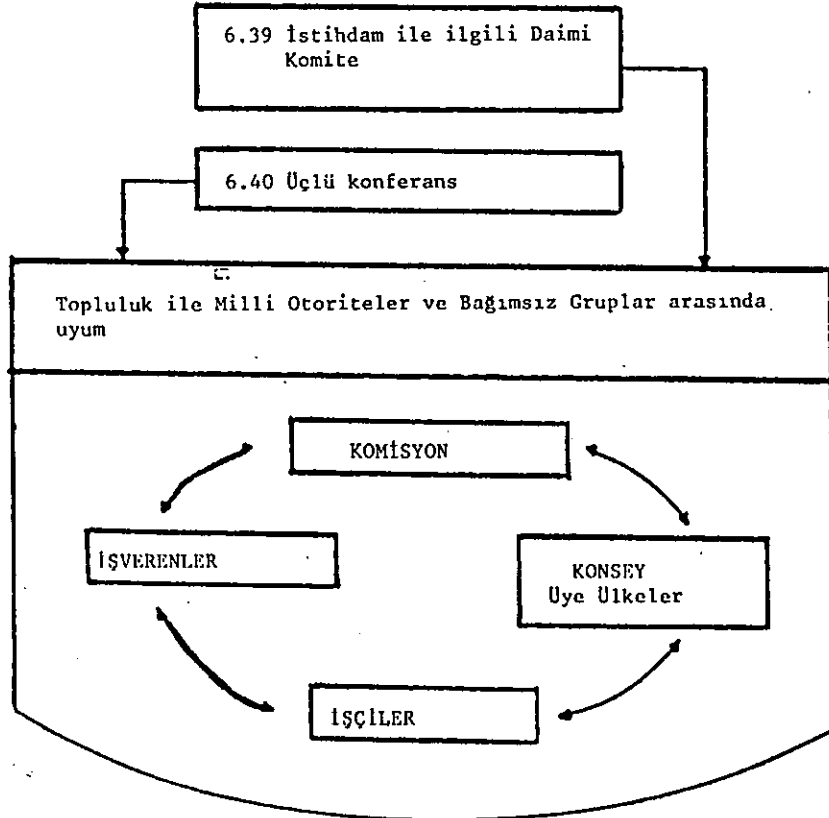 6.39 İstihdam ile ilgili Daimi
Komite
6.40 Üçlü konferans
Topluluk ile Milli Otoriteler ve Bağımsız Gruplar arasında
uyum
KOMİSYON
İŞVERENLER
KONSEY
Üye Ülkeler
İŞÇİLER